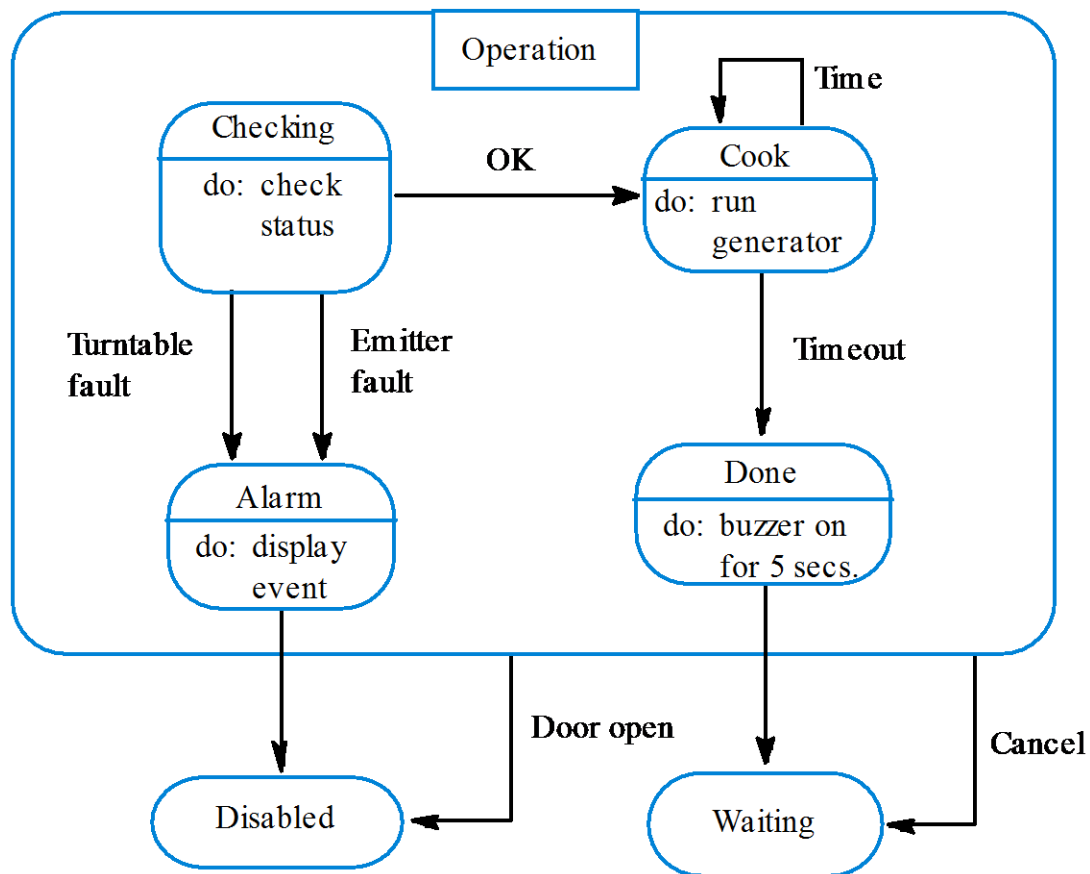 Operation
Time
Checking
do: check
status
OK
Cook
do: run
generator
Turntable
fault
Emitter
fault
Timeout
Alarm
do: display
event
Done
do: buzzer on
for 5 secs.
Door open
Cancel
Disabled
Waiting